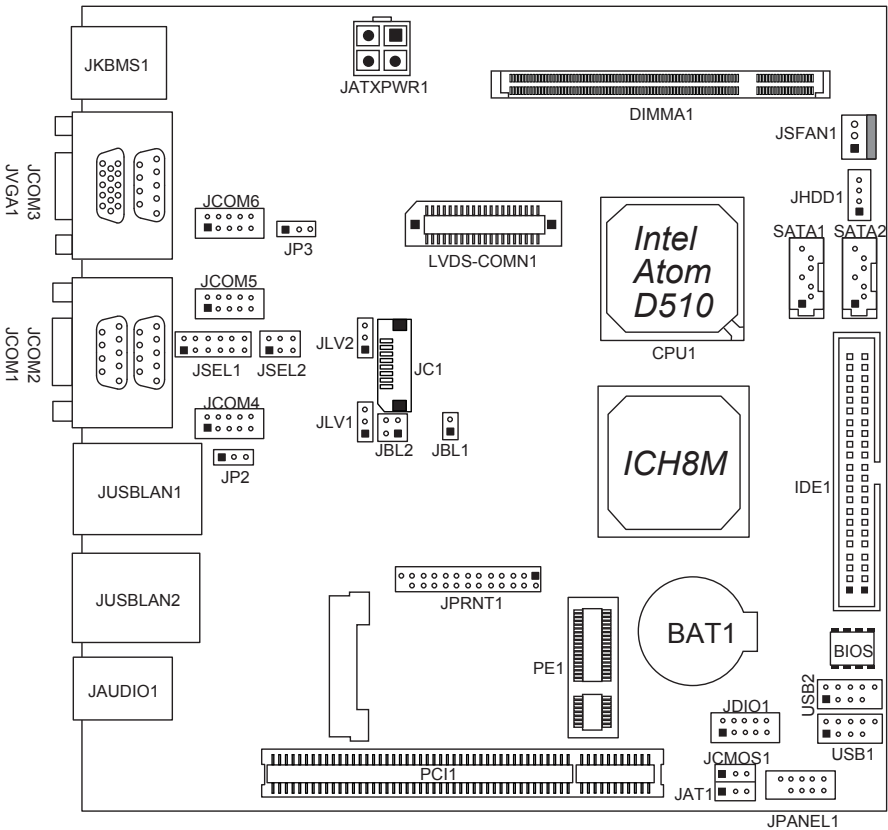 JKBMS1
JATXPWR1
DIMMA1
JSFAN1
JCOM3
JVGA1
JCOM6
JP3
LVDS-COMN1
Intel
Atom
D510
CPU1
JHDD1
SATA1
SATA2
JCOM5
JCOM2
JCOM1
JSEL1
JSEL2
JLV2
JC1
JCOM4
JLV1
JBL2
JBL1
JP2
ICH8M
IDE1
JUSBLAN1
JUSBLAN2
JPRNT1
PE1
BAT1
BIOS
JAUDIO1
USB2
JDIO1
USB1
PCI1
JCMOS1
JAT1
JPANEL1